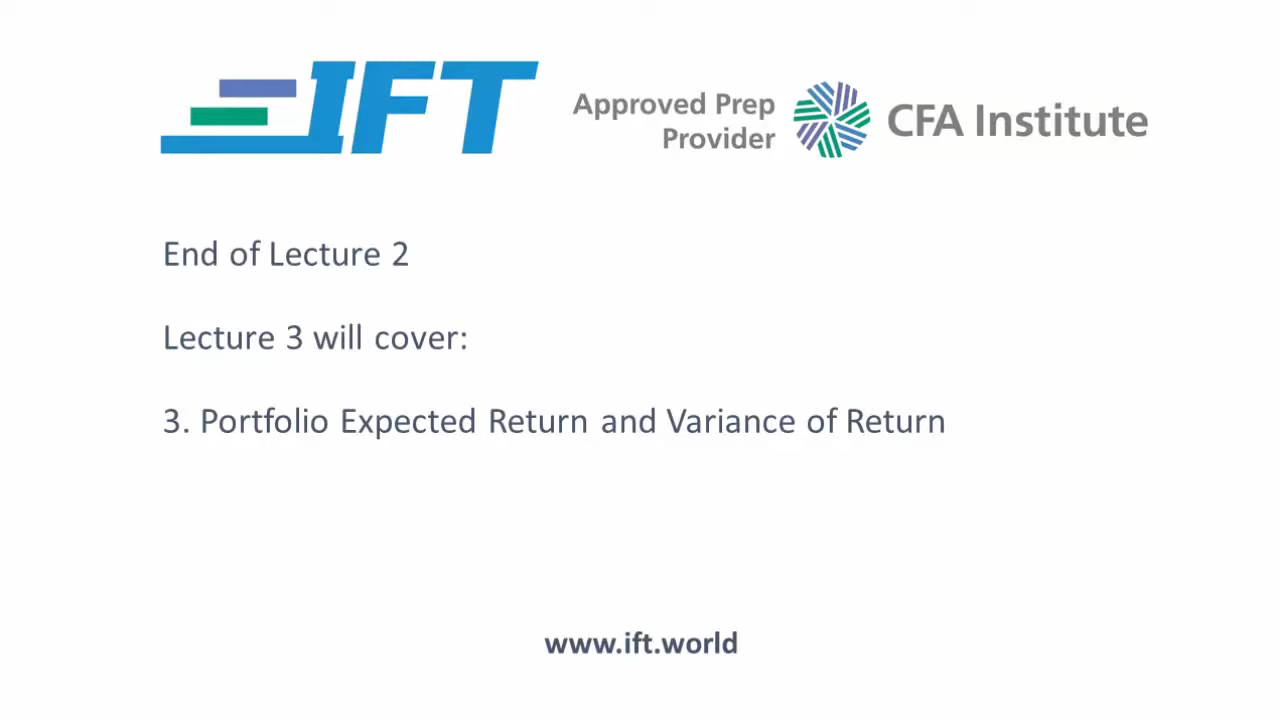 IFT
Approved Prep
Provider
CFA Institute
End of Lecture 2
Lecture 3 will cover:
3. Portfolio Expected Return and Variance of Return
www.ift.world